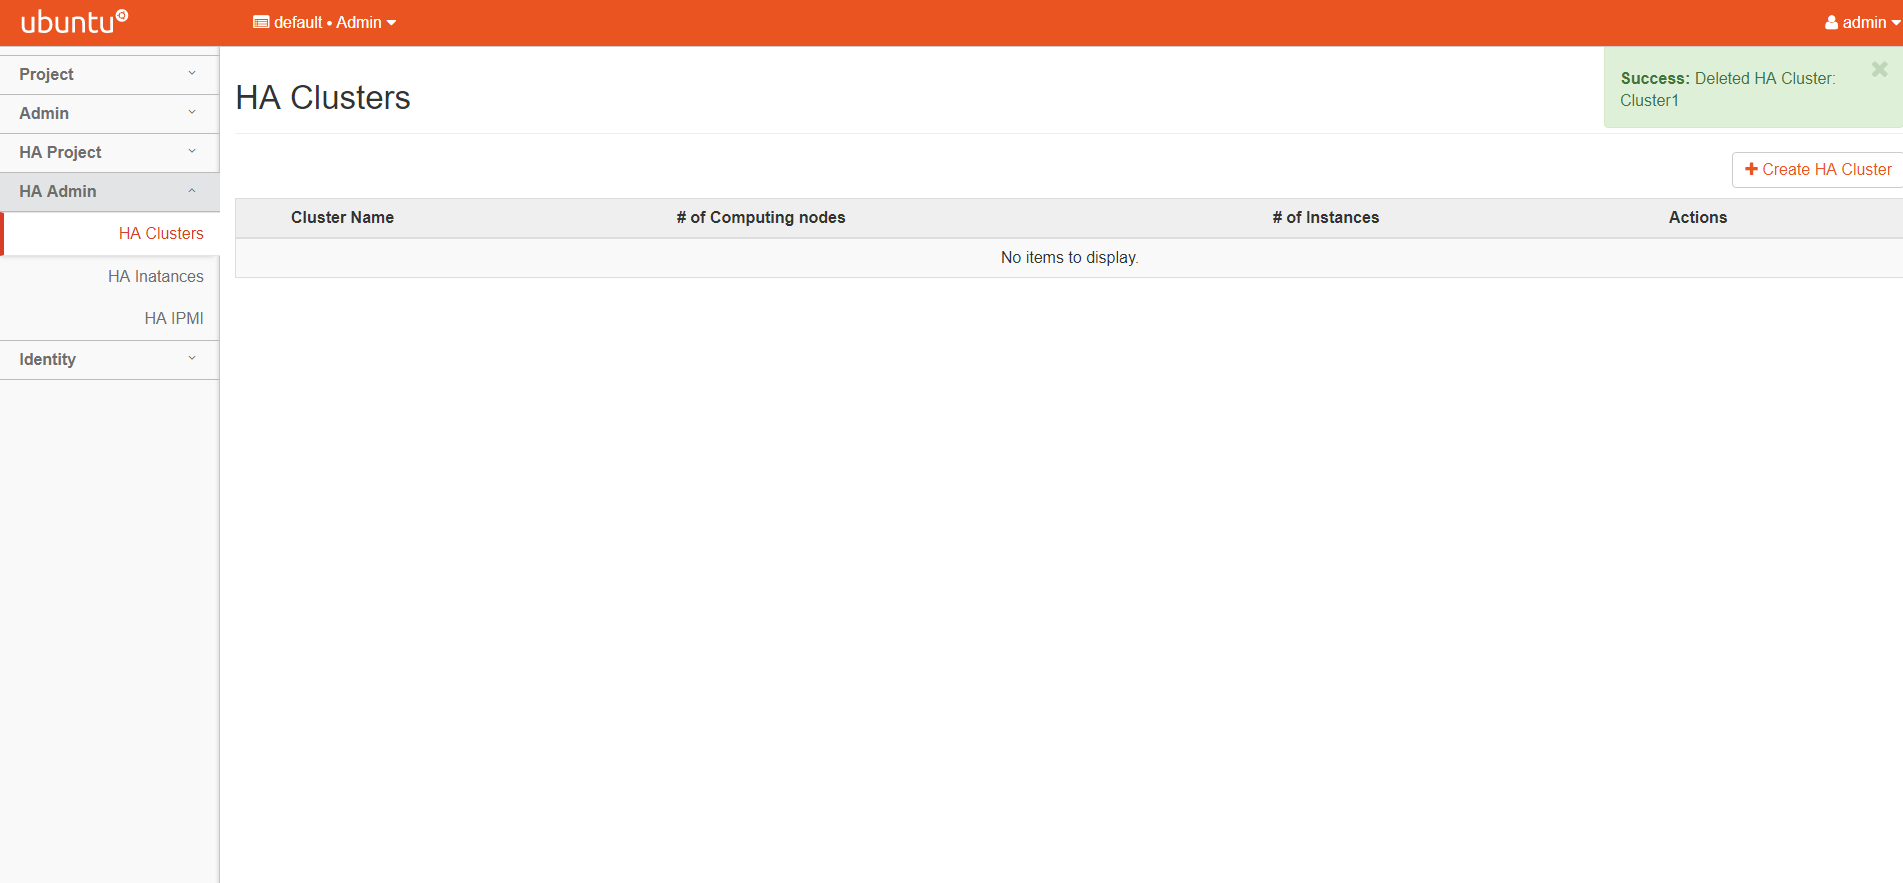 ubuntu
default • Admin
admin
Project
Admin
HA Project
HA Admin
HA Clusters
HA Inatances
HA IPMI
Identity
HA Clusters
Success: Deleted HA Cluster:
Cluster1
Create HA Cluster
Cluster Name # of Computing nodes # of Instances Actions
No items to display.